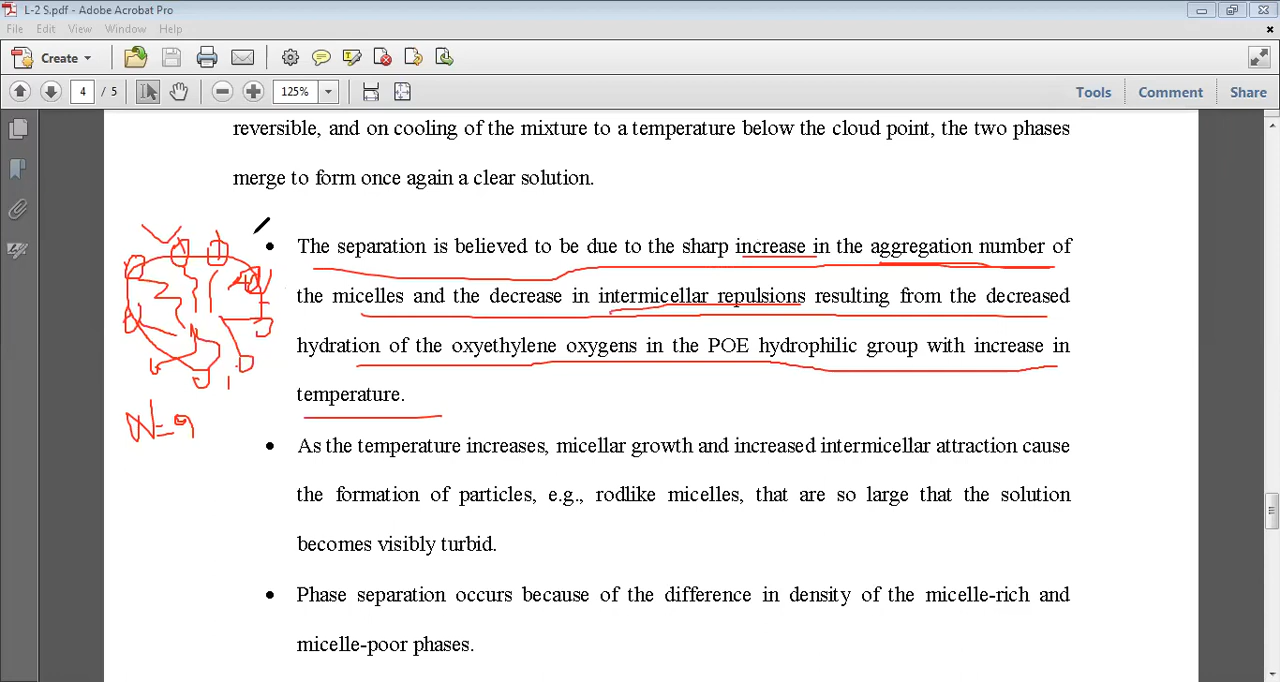 L-2 S.pdf - Adobe Acrobat Pro
File Edit View Window Help
Create
4 / 5 125% Tools Comment Share
reversible, and on cooling of the mixture to a temperature below the cloud point, the two phases
merge to form once again a clear solution.
• The separation is believed to be due to the sharp increase in the aggregation number of
the micelles and the decrease in intermicellar repulsions resulting from the decreased
hydration of the oxyethylene oxygens in the POE hydrophilic group with increase in
temperature.
N=9
• As the temperature increases, micellar growth and increased intermicellar attraction cause
the formation of particles, e.g., rodlike micelles, that are so large that the solution
becomes visibly turbid.
• Phase separation occurs because of the difference in density of the micelle-rich and
micelle-poor phases.